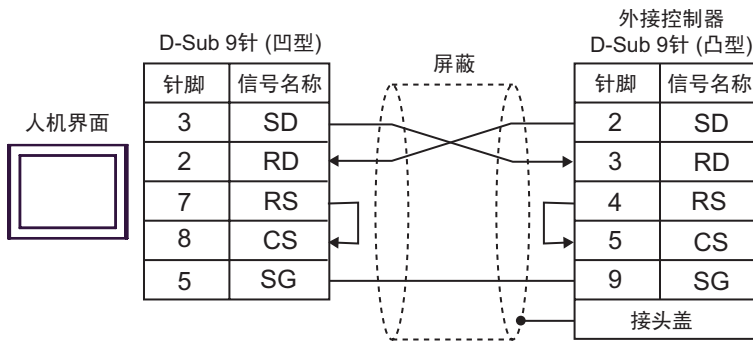 外接控制器
D-Sub 9针 (凹型)
D-Sub 9针 (凸型)
屏蔽
人机界面
针脚 信号名称
3 SD
2 RD
7 RS
8 CS
5 SG
针脚 信号名称
2 SD
3 RD
4 RS
5 CS
9 SG
接头盖